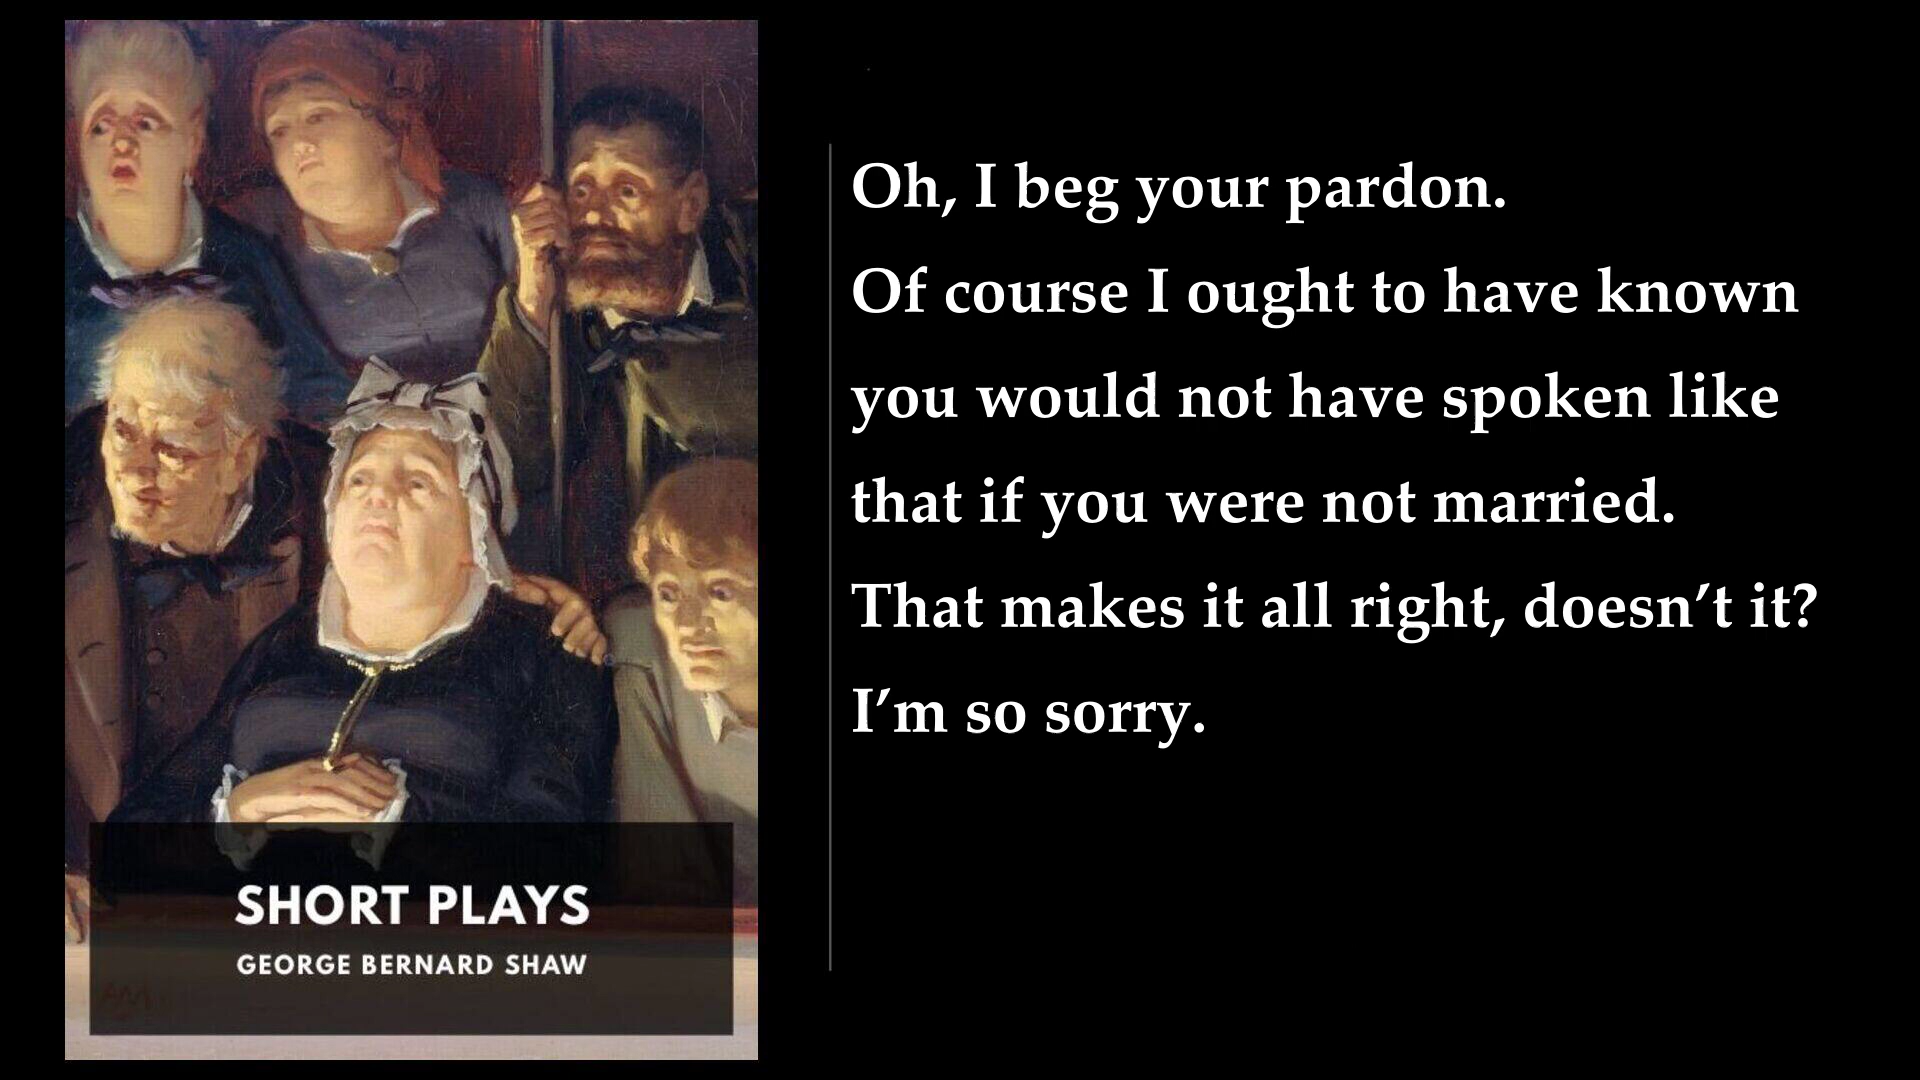 Oh, I beg your pardon.
Of course I ought to have known
you would not have spoken like
that if you were not married.
That makes it all right, doesn’t it?
I’m so sorry.
SHORT PLAYS
GEORGE BERNARD SHAW